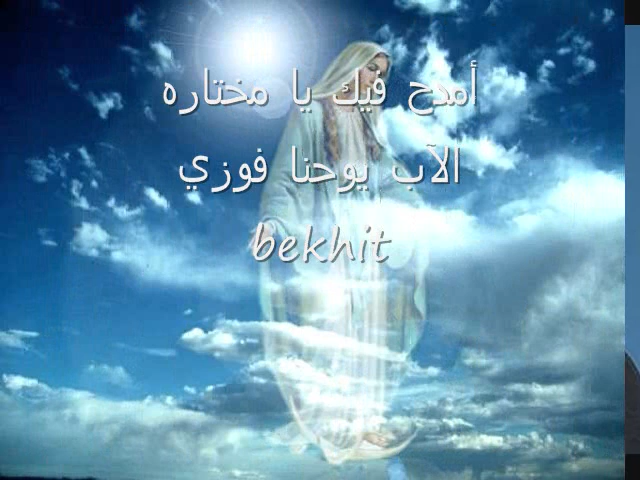 أمدح فيك يا مختاره
الآب يوحنا فوزي
bekhit